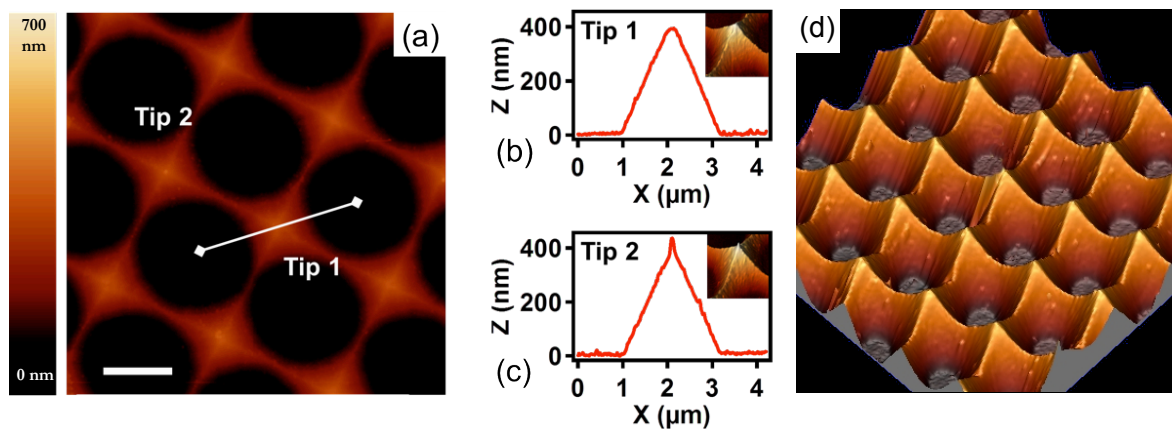 700
nm
0 nm
(a)
Tip 2
Tip 1
(b)
Tip 1
Z (nm)
400
200
0
0 1 2 3 4
X (µm)
(c)
Tip 2
Z (nm)
400
200
0
0 1 2 3 4
X (µm)
(d)